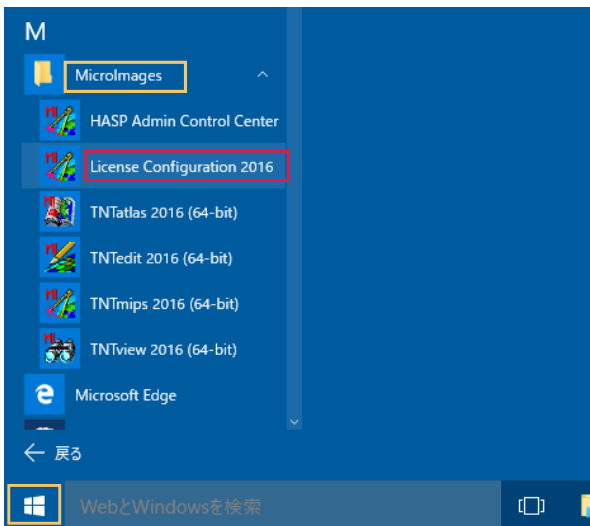 M
MicroImages
HASP Admin Control Center
License Configuration 2016
TNTatlas 2016 (64-bit)
TNTedit 2016 (64-bit)
TNTmips 2016 (64-bit)
TNTview 2016 (64-bit)
Microsoft Edge
戻る
WebとWindowsを検索